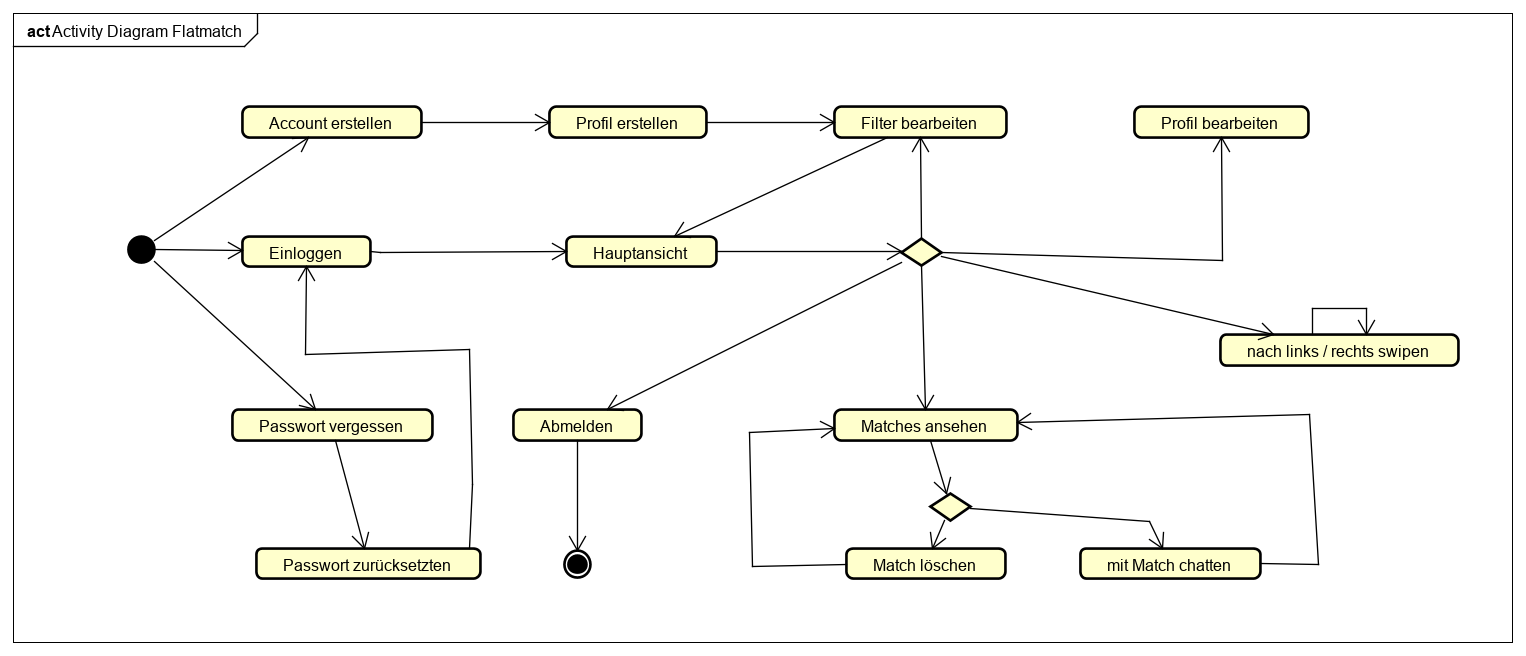 act Activity Diagram Flatmatch
Account erstellen
Profil erstellen
Filter bearbeiten
Profil bearbeiten
Einloggen
Hauptansicht
nach links / rechts swipen
Passwort vergessen
Abmelden
Matches ansehen
Passwort zurücksetzten
Match löschen
mit Match chatten